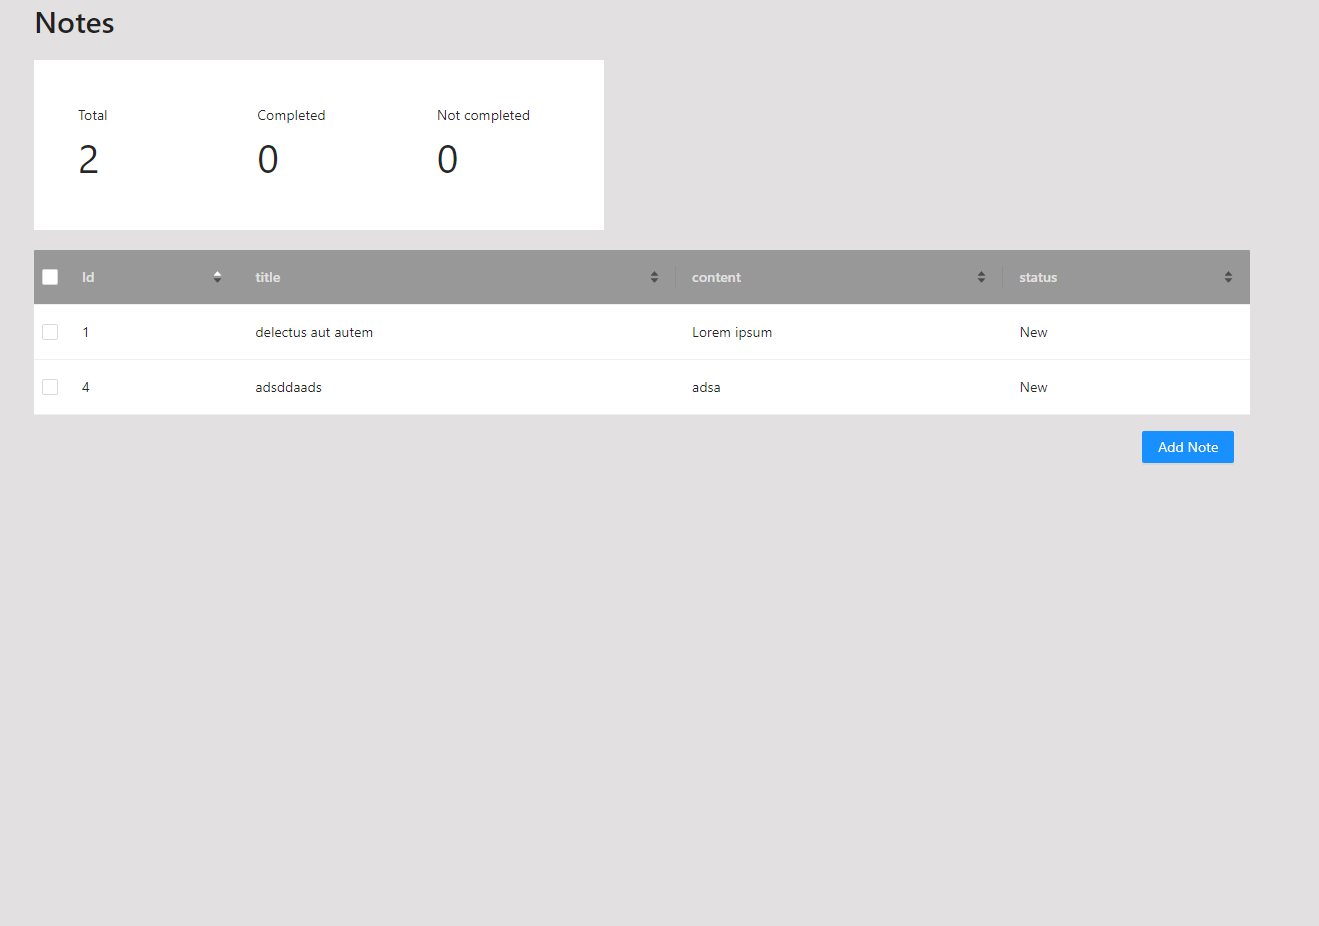 Notes
Total Completed Not completed
2 0 0
Id title content status
1 delectus aut autem Lorem ipsum New
4 adsddaads adsa New
Add Note